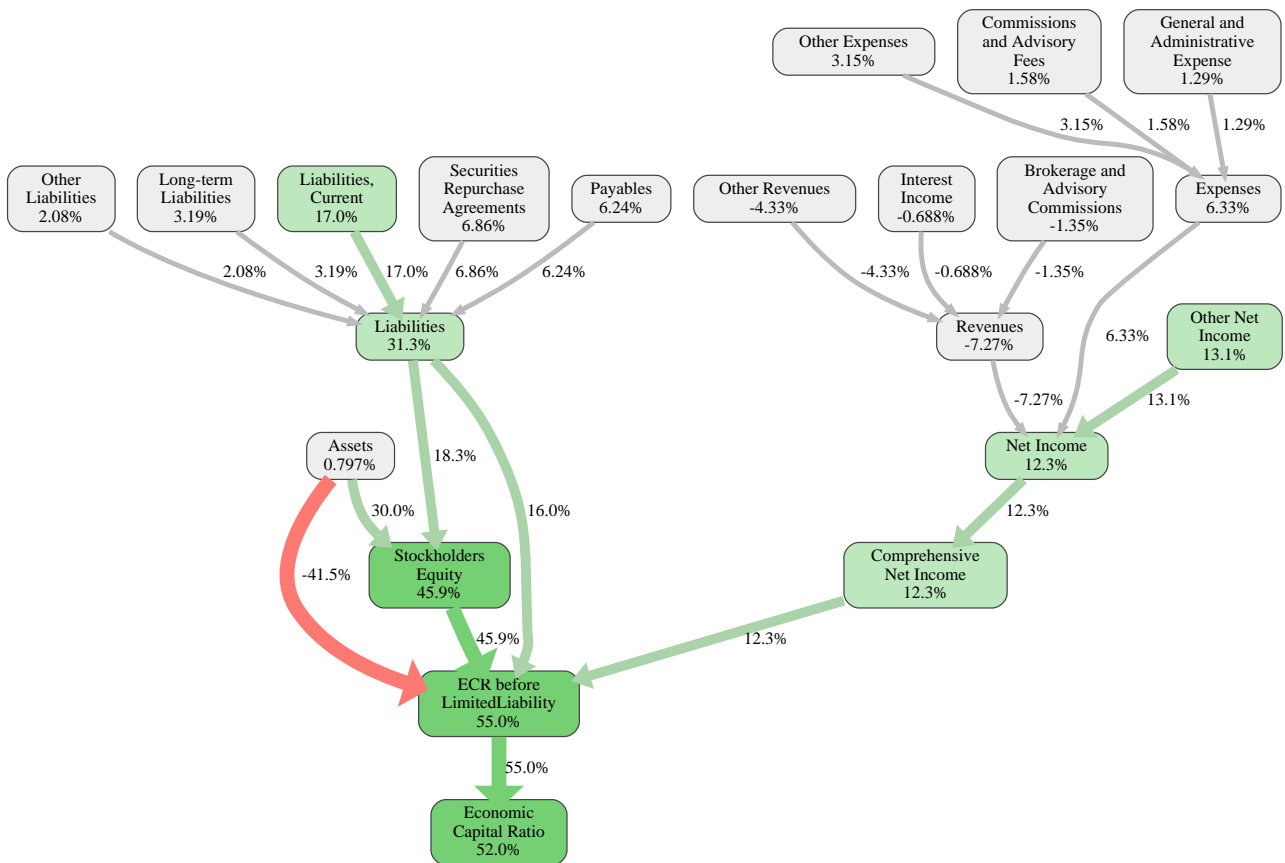 Other Expenses
3.15%
Commissions
and Advisory
Fees
1.58%
General and
Administrative
Expense
1.29%
3.15%
1.58%
1.29%
Other
Liabilities
2.08%
Long-term
Liabilities
3.19%
Liabilities,
Current
17.0%
Securities
Repurchase
Agreements
6.86%
Payables
6.24%
Other Revenues
-4.33%
Interest
Income
-0.688%
Brokerage and
Advisory
Commissions
-1.35%
Expenses
6.33%
2.08%
3.19%
17.0%
6.86%
6.24%
-4.33%
-0.688%
-1.35%
Liabilities
31.3%
Revenues
-7.27%
6.33%
Other Net
Income
13.1%
-7.27%
13.1%
Assets
0.797%
18.3%
Net Income
12.3%
30.0%
16.0%
12.3%
-41.5%
Stockholders
Equity
45.9%
Comprehensive
Net Income
12.3%
45.9%
12.3%
ECR before
LimitedLiability
55.0%
55.0%
Economic
Capital Ratio
52.0%